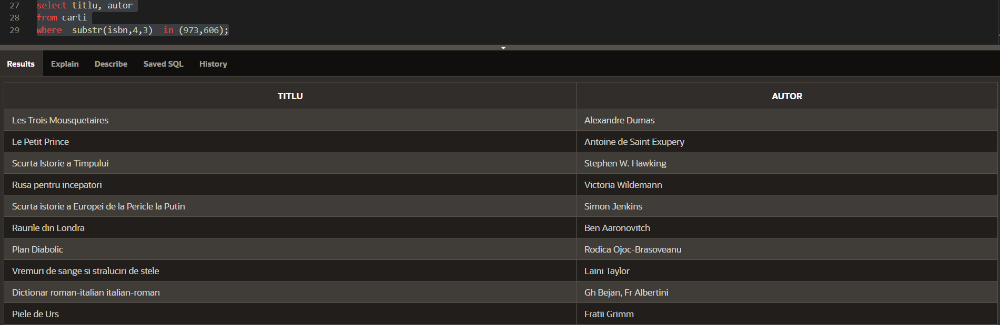 27 select titlu, autor
28 from carti
29 where  substr(isbn,4,3)  in (973,606);
Results Explain Describe Saved SQL History
TITLU AUTOR
Les Trois Mousquetaires Alexandre Dumas
Le Petit Prince Antoine de Saint Exupery
Scurta Istorie a Timpului Stephen W. Hawking
Rusa pentru incepatori Victoria Wildemann
Scurta istorie a Europei de la Pericle la Putin Simon Jenkins
Raurile din Londra Ben Aaronovitch
Plan Diabolic Rodica Ojoc-Brasoveanu
Vremuri de sange si straluciri de stele Laini Taylor
Dictionar roman-italian italian-roman Gh Bejan, Fr Albertini
Piele de Urs Fratii Grimm